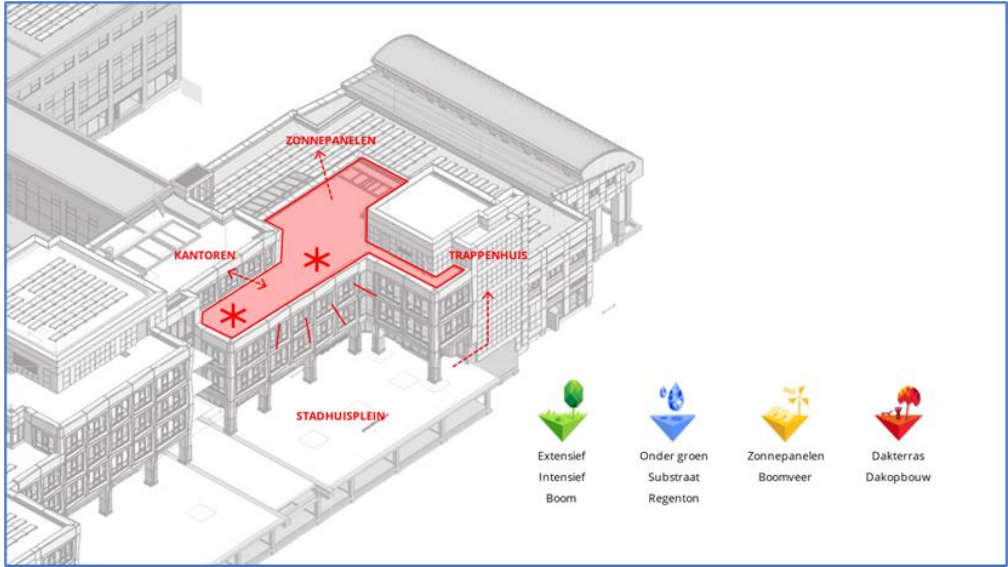 ZONNEPANELEN
KANTOREN
TRAPPENHUIS
STADHUISPLEIN
Extensief
Intensief
Boom
Onder groen
Substraat
Regenton
Zonnepanelen
Boomveer
Dakterras
Dakopbouw